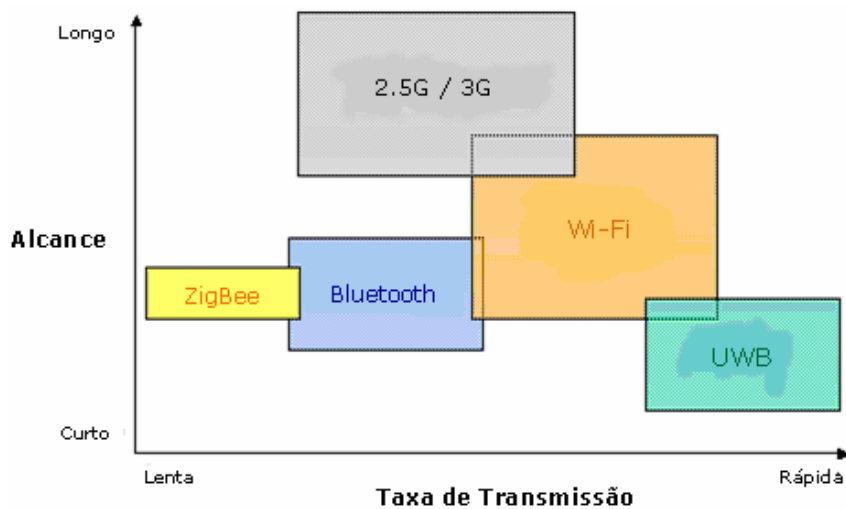 Longo
2.5G / 3G
Wi-Fi
Alcance
ZigBee
Bluetooth
UWB
Curto
Lenta
Rápida
Taxa de Transmissão